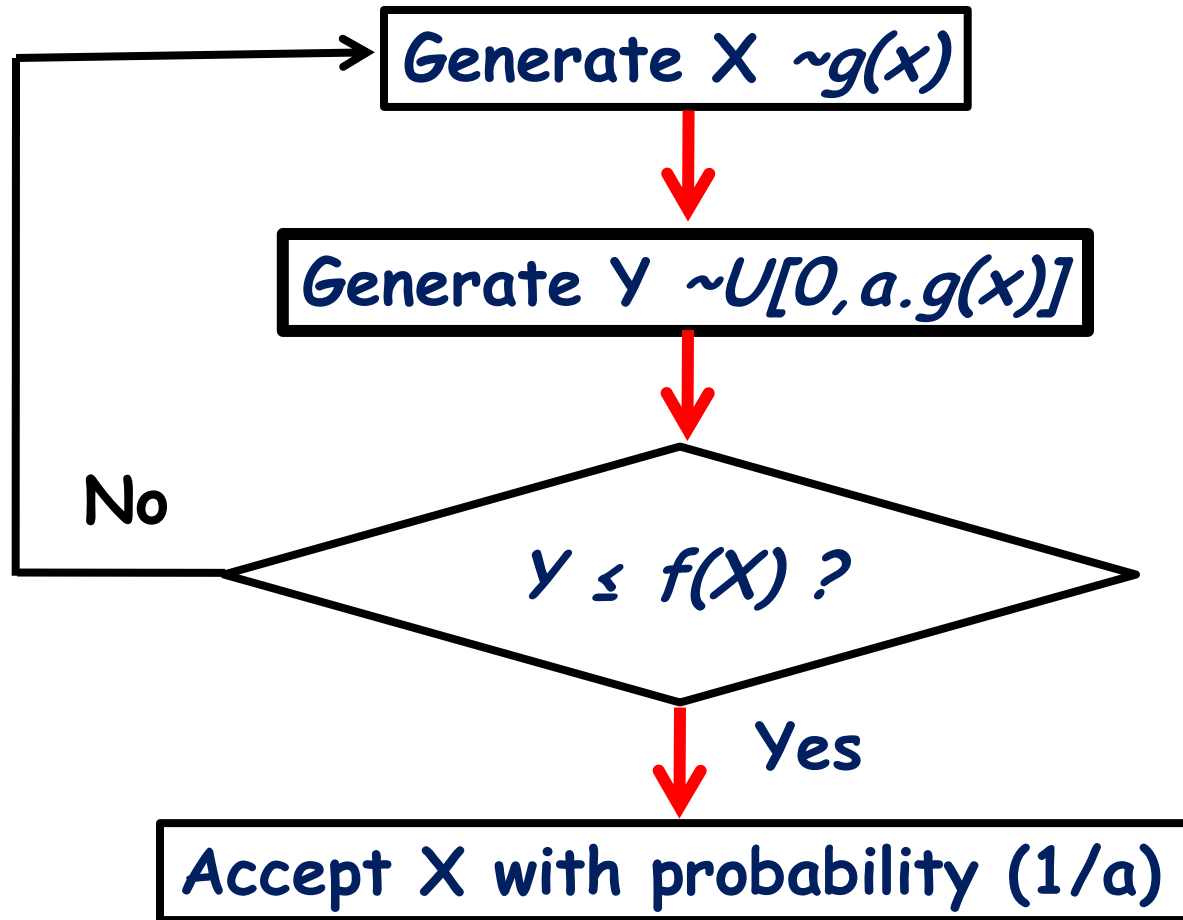 Generate X ~g(x)
Generate Y ~U[0, a.g(x)]
No
Y ≤ f(X) ?
Yes
Accept X with probability (1/a)